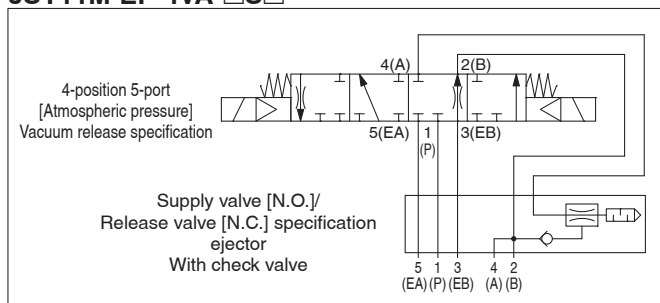 4(A) 2(B)
4-position 5-port
[Atmospheric pressure]
Vacuum release specification
5(EA) 1 3(EB)
(P)
Supply valve [N.O.]/
Release valve [N.C.] specification
ejector
With check valve
5 1 3 4 2
(EA) (P) (EB) (A) (B)